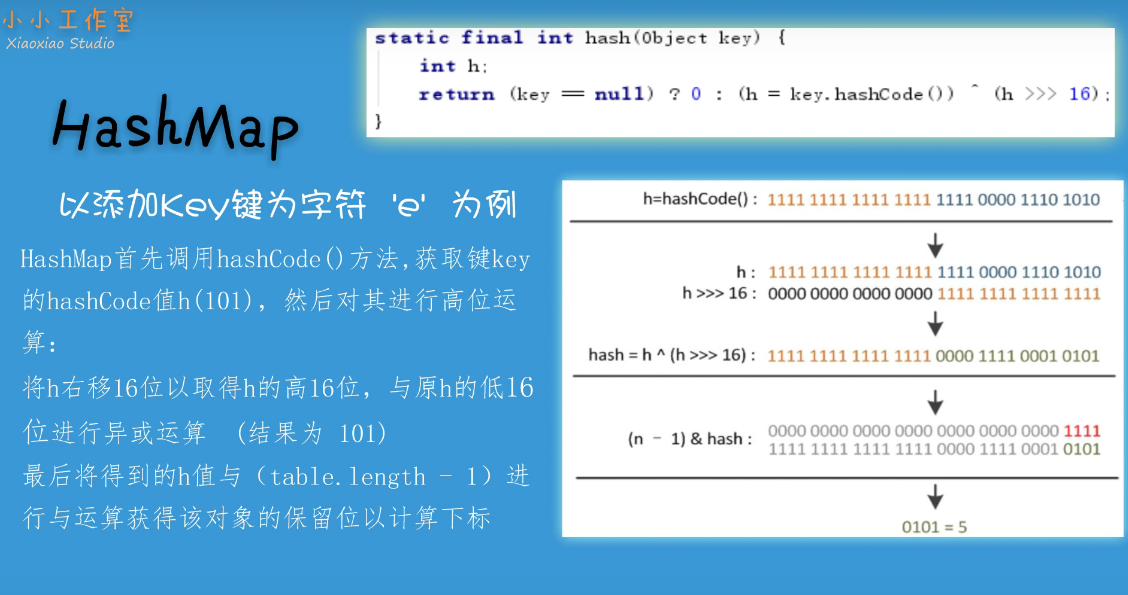 小小工作室
Xiaoxiao Studio
static final int hash(Object key) {
int h;
return (key == null) ? 0 : (h = key.hashCode()) ^ (h >>> 16);
}
HashMap
以添加Key键为字符 'e' 为例
HashMap首先调用hashCode()方法,获取键key
的hashCode值h(101)，然后对其进行高位运
算：
将h右移16位以取得h的高16位，与原h的低16
位进行异或运算 (结果为 101)
最后将得到的h值与（table.length - 1）进
行与运算获得该对象的保留位以计算下标
h=hashCode() : 1111 1111 1111 1111 1111 0000 1110 1010
h : 1111 1111 1111 1111 1111 0000 1110 1010
h >>> 16 : 0000 0000 0000 0000 1111 1111 1111 1111
hash = h ^ (h >>> 16) : 1111 1111 1111 1111 0000 1111 0001 0101
(n - 1) & hash : 0000 0000 0000 0000 0000 0000 0000 1111
1111 1111 1111 1111 0000 1111 0001 0101
0101 = 5